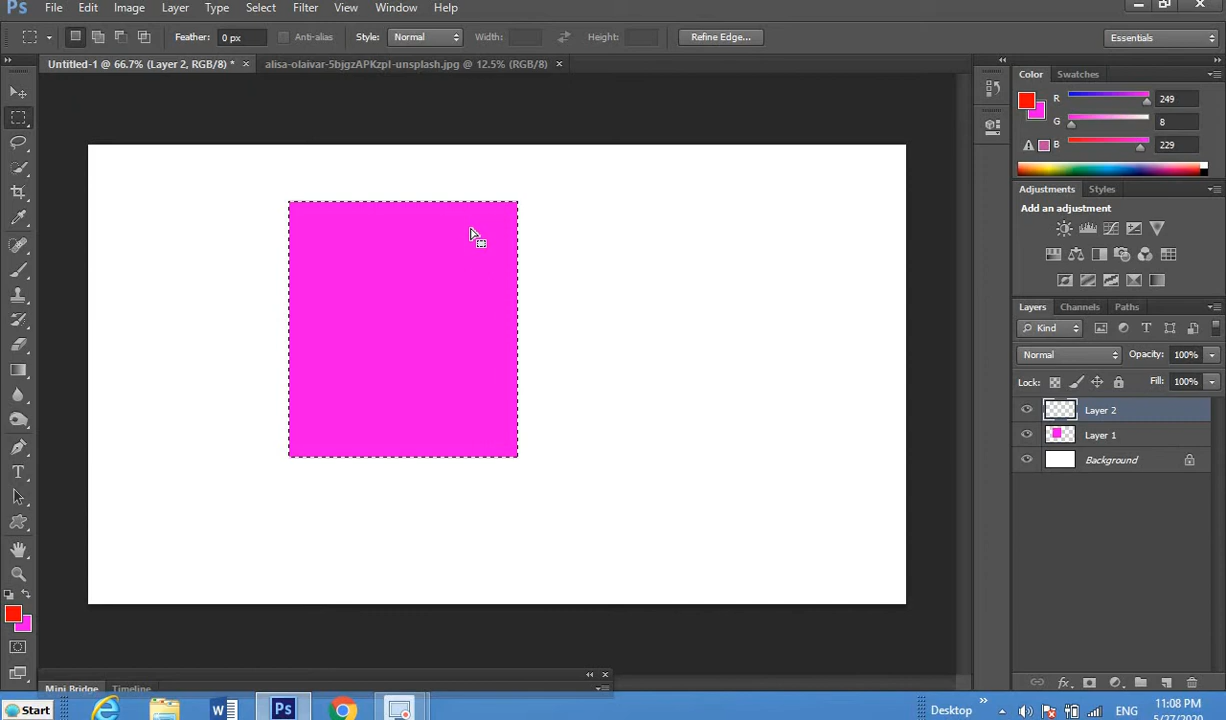 Ps File Edit Image Layer Type Select Filter View Window Help
Feather: 0 px Anti-alias Style: Normal Width: Height: Refine Edge... Essentials
Untitled-1 @ 66.7% (Layer 2, RGB/8) * × alisa-olaivar-5bjgzAPKzpI-unsplash.jpg @ 12.5% (RGB/8) ×
Color Swatches
R 249
G 8
B 229
Adjustments Styles
Add an adjustment
Layers Channels Paths
Kind
Normal Opacity: 100%
Lock: Fill: 100%
Layer 2
Layer 1
Background
Mini Bridge Timeline
Start Ps Desktop ENG 11:08 PM
5/27/2020